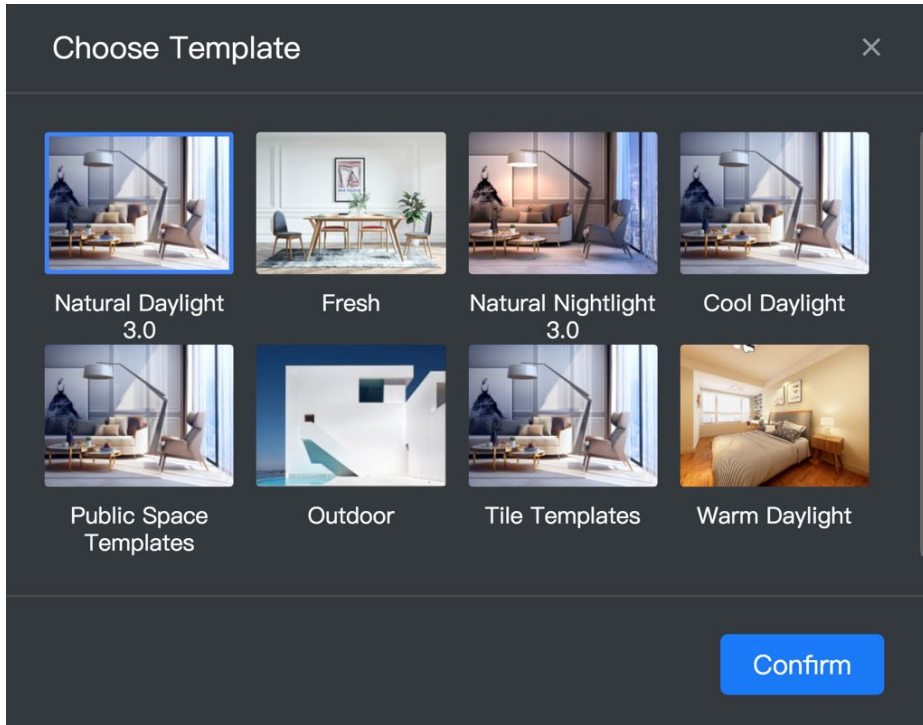 Choose Template
Natural Daylight
3.0
Fresh
Natural Nightlight
3.0
Cool Daylight
Public Space
Templates
Outdoor
Tile Templates
Warm Daylight
Confirm